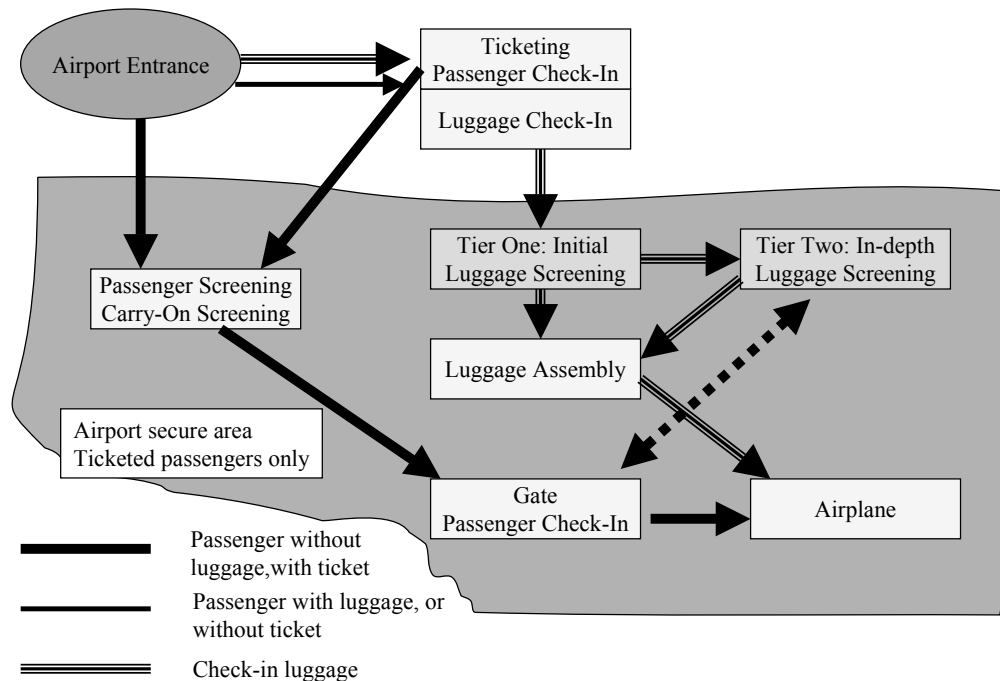 Airport Entrance
Ticketing
Passenger Check-In
Luggage Check-In
Tier One: Initial
Luggage Screening
Tier Two: In-depth
Luggage Screening
Passenger Screening
Carry-On Screening
Luggage Assembly
Airport secure area
Ticketed passengers only
Gate
Passenger Check-In
Airplane
Passenger without
luggage,with ticket
Passenger with luggage, or
without ticket
Check-in luggage